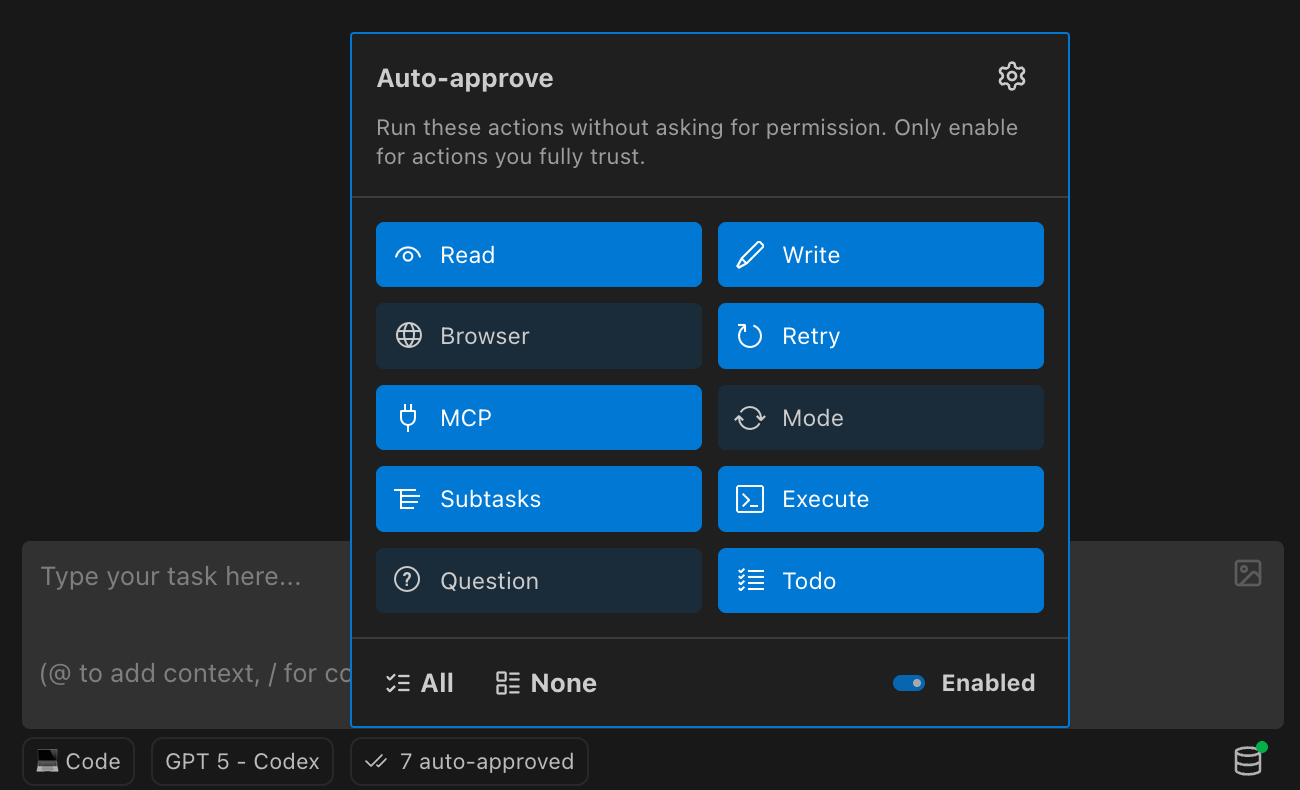 Auto-approve
Run these actions without asking for permission. Only enable
for actions you fully trust.
Read
Write
Browser
Retry
MCP
Mode
Subtasks
Execute
Question
Todo
All
None
Enabled
Type your task here...
(@ to add context, / for co
Code
GPT 5 - Codex
7 auto-approved